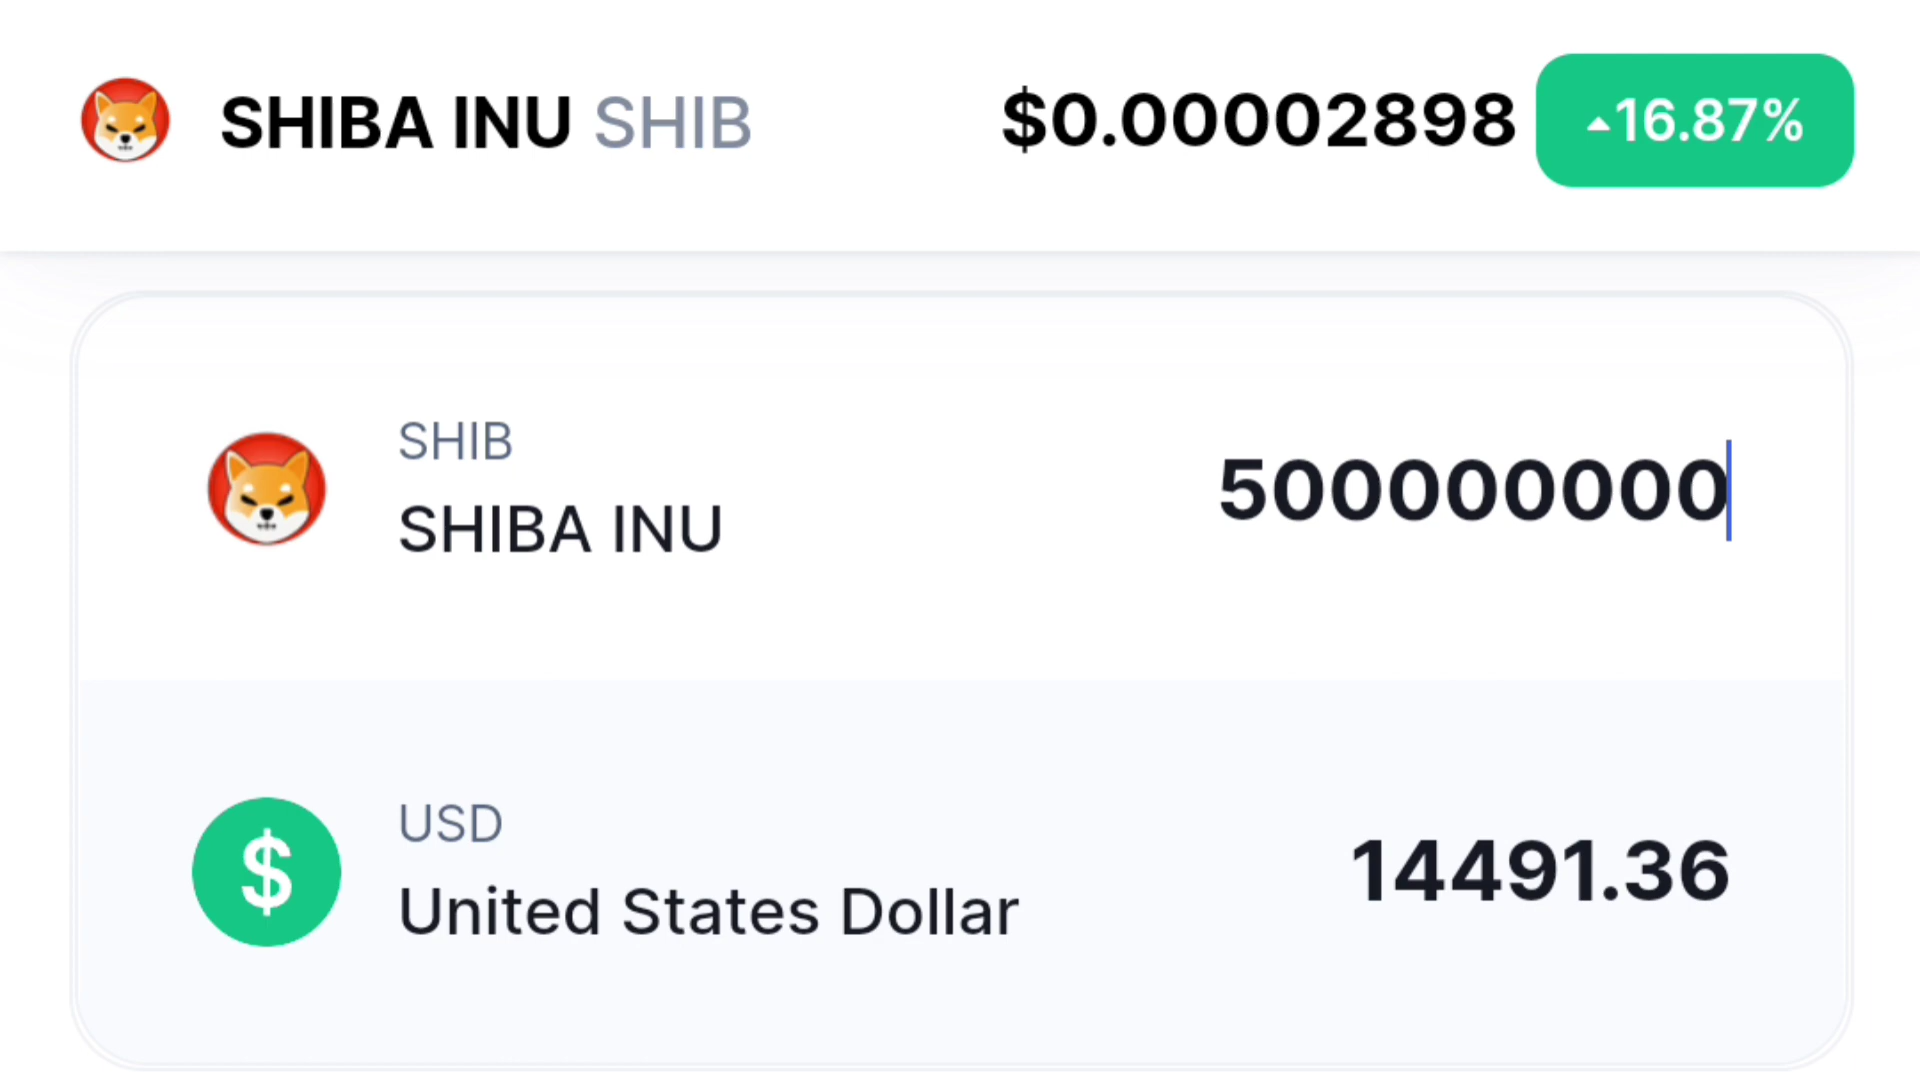 SHIBA INU SHIB $0.00002898 ▲16.87%
SHIB
SHIBA INU
500000000
USD
United States Dollar
14491.36